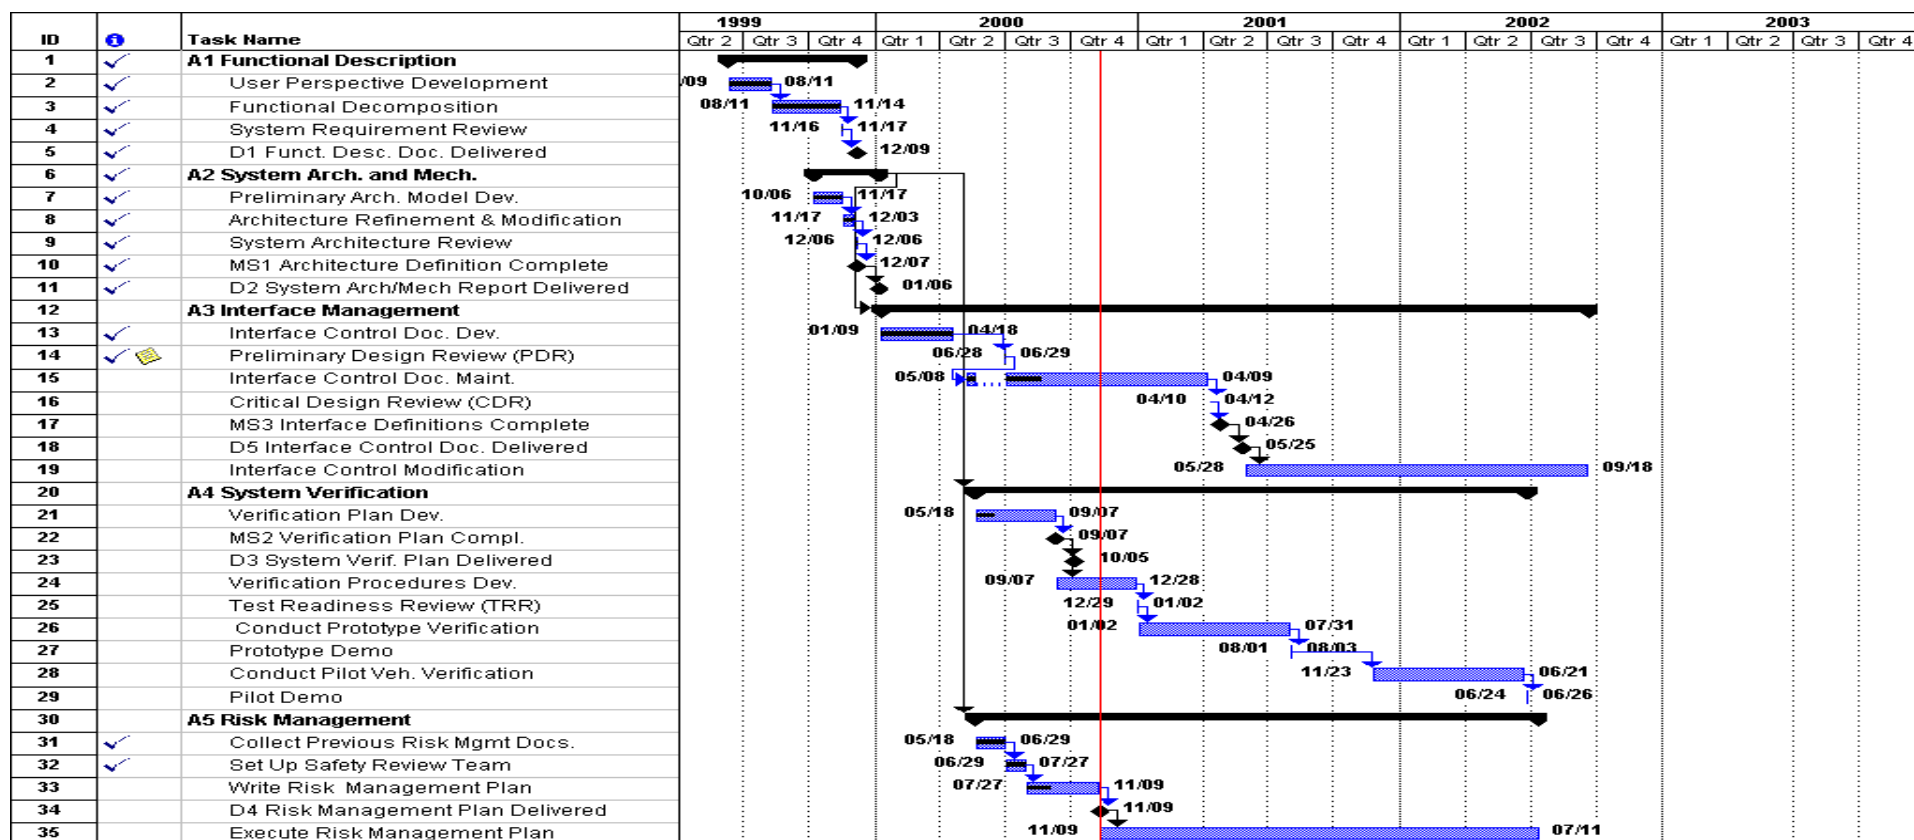 1999 2000 2001 2002 2003
ID Task Name Qtr 2 Qtr 3 Qtr 4 Qtr 1 Qtr 2 Qtr 3 Qtr 4 Qtr 1 Qtr 2 Qtr 3 Qtr 4 Qtr 1 Qtr 2 Qtr 3 Qtr 4 Qtr 1 Qtr 2 Qtr 3 Qtr 4
1 A1 Functional Description
2 User Perspective Development /09 08/11
3 Functional Decomposition 08/11 11/14
4 System Requirement Review 11/16 11/17
5 D1 Funct. Desc. Doc. Delivered 12/09
6 A2 System Arch. and Mech.
7 Preliminary Arch. Model Dev. 10/06 11/17
8 Architecture Refinement & Modification 11/17 12/03
9 System Architecture Review 12/06 12/06
10 MS1 Architecture Definition Complete 12/07
11 D2 System Arch/Mech Report Delivered 01/06
12 A3 Interface Management
13 Interface Control Doc. Dev. 01/09 04/18
14 Preliminary Design Review (PDR) 06/28 06/29
15 Interface Control Doc. Maint. 05/08 04/09
16 Critical Design Review (CDR) 04/10 04/12
17 MS3 Interface Definitions Complete 04/26
18 D5 Interface Control Doc. Delivered 05/25
19 Interface Control Modification 05/28 09/18
20 A4 System Verification
21 Verification Plan Dev. 05/18 09/07
22 MS2 Verification Plan Compl. 09/07
23 D3 System Verif. Plan Delivered 10/05
24 Verification Procedures Dev. 09/07 12/28
25 Test Readiness Review (TRR) 12/29 01/02
26 Conduct Prototype Verification 01/02 07/31
27 Prototype Demo 08/01 08/03
28 Conduct Pilot Veh. Verification 11/23 06/21
29 Pilot Demo 06/24 06/26
30 A5 Risk Management
31 Collect Previous Risk Mgmt Docs. 05/18 06/29
32 Set Up Safety Review Team 06/29 07/27
33 Write Risk Management Plan 07/27 11/09
34 D4 Risk Management Plan Delivered 11/09
35 Execute Risk Management Plan 11/09 07/11